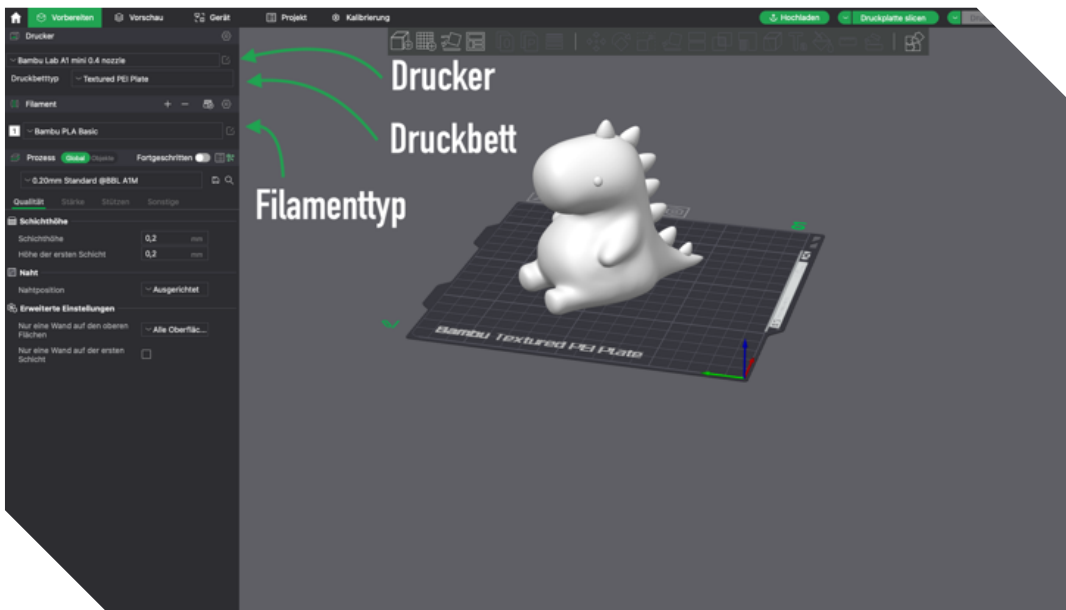 Vorbereiten
Vorschau
Gerät
Projekt
Kalibrierung
Hochladen
Druckplatte slicen
Drucker
Bambu Lab A1 mini 0.4 nozzle
Druckbetttyp
Textured PEI Plate
Filament
1
Bambu PLA Basic
Prozess
Global
Objekte
Fortgeschritten
0.20mm Standard @BBL A1M
Qualität
Stärke
Stützen
Sonstige
Schichthöhe
Schichthöhe
0,2
mm
Höhe der ersten Schicht
0,2
mm
Naht
Nahtposition
Ausgerichtet
Erweiterte Einstellungen
Nur eine Wand auf den oberen
Flächen
Alle Oberfläc...
Nur eine Wand auf der ersten
Schicht
Drucker
Druckbett
Filamenttyp
Bambu Textured PEI Plate